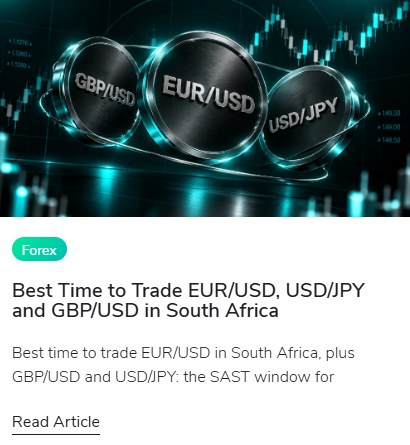 GBP/USD
EUR/USD
USD/JPY
Forex
Best Time to Trade EUR/USD, USD/JPY
and GBP/USD in South Africa
Best time to trade EUR/USD in South Africa, plus
GBP/USD and USD/JPY: the SAST window for
Read Article